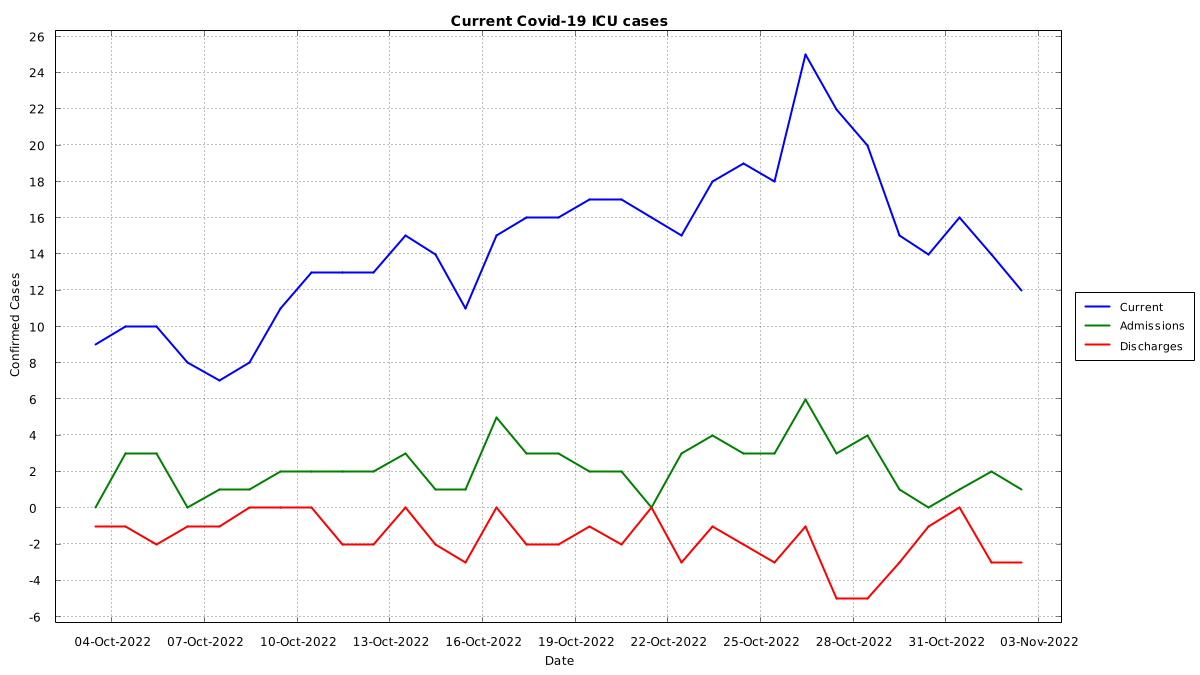 Current Covid-19 ICU cases
26
24
22
20
18
16
14
12
10
8
6
4
2
0
-2
-4
-6
Confirmed Cases
04-Oct-2022 07-Oct-2022 10-Oct-2022 13-Oct-2022 16-Oct-2022 19-Oct-2022 22-Oct-2022 25-Oct-2022 28-Oct-2022 31-Oct-2022 03-Nov-2022
Date
Current
Admissions
Discharges